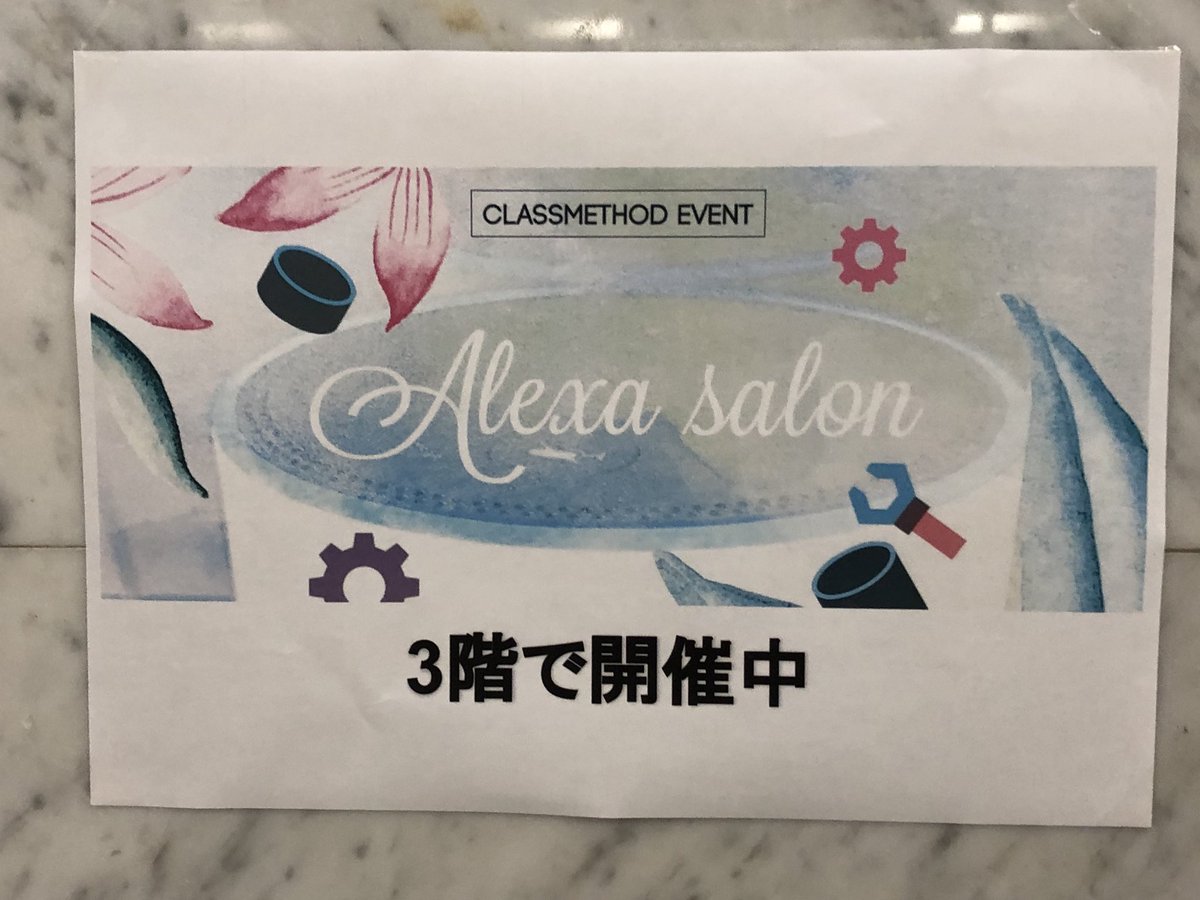 CLASSMETHOD EVENT
Alexa salon
3階で開催中